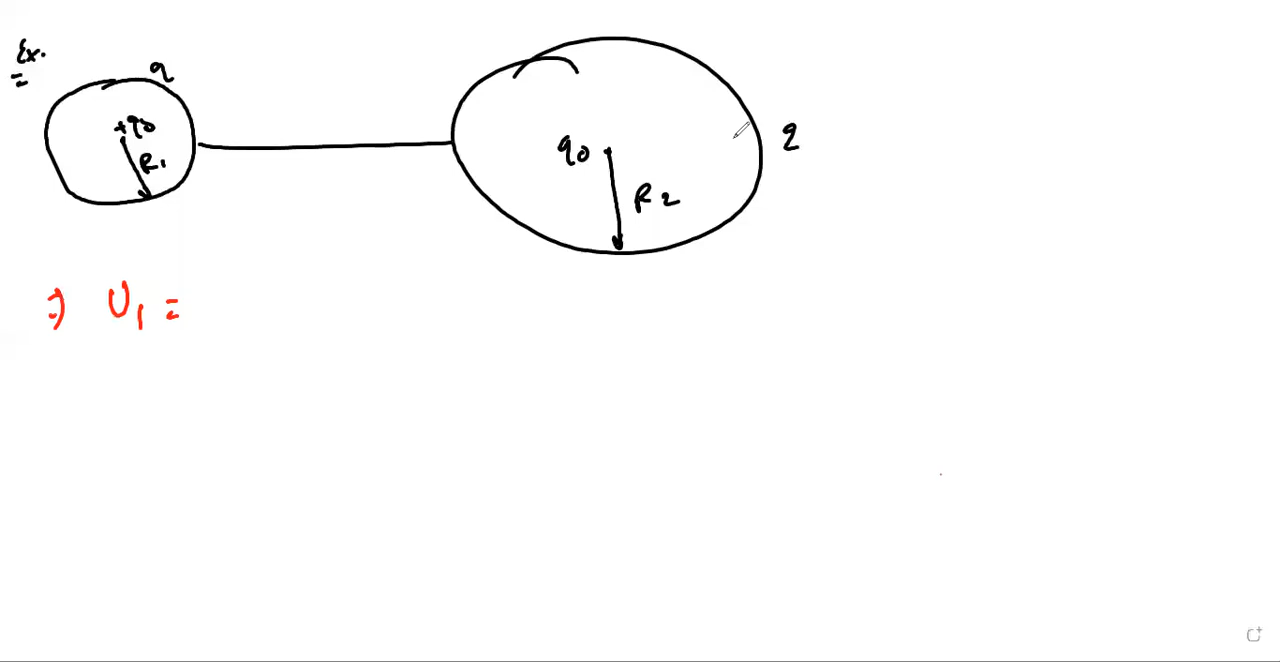 Ex.
q
+q0
R1
q0
R2
q
⇒ U1 =